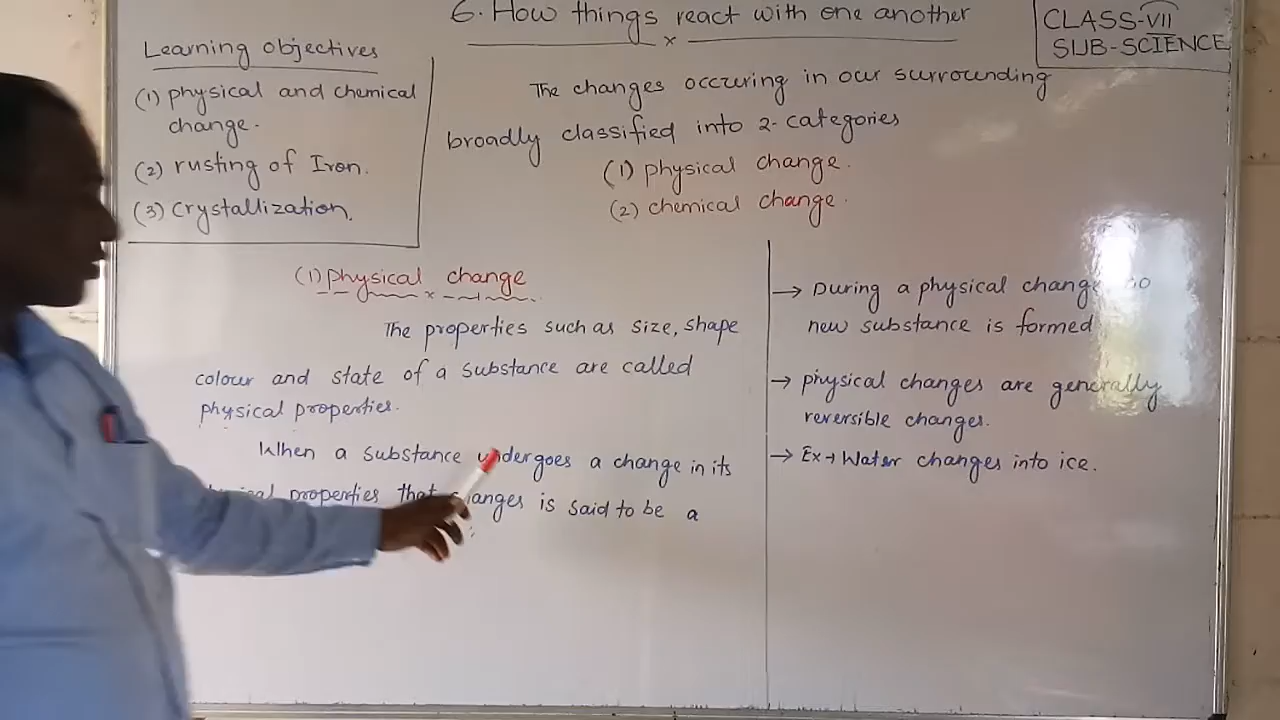 6. How things react with one another
CLASS-VII
SUB-SCIENCE
Learning objectives
(1) physical and chemical
change.
(2) rusting of Iron.
(3) Crystallization.
The changes occuring in our surrounding
broadly classified into 2-categories
(1) physical change.
(2) chemical change.
(1) physical change
The properties such as size, shape
colour and state of a substance are called
physical properties.
When a substance undergoes a change in its
properties that changes is said to be a
→ During a physical change no
new substance is formed
→ physical changes are generally
reversible changes.
→ Ex→ Water changes into ice.